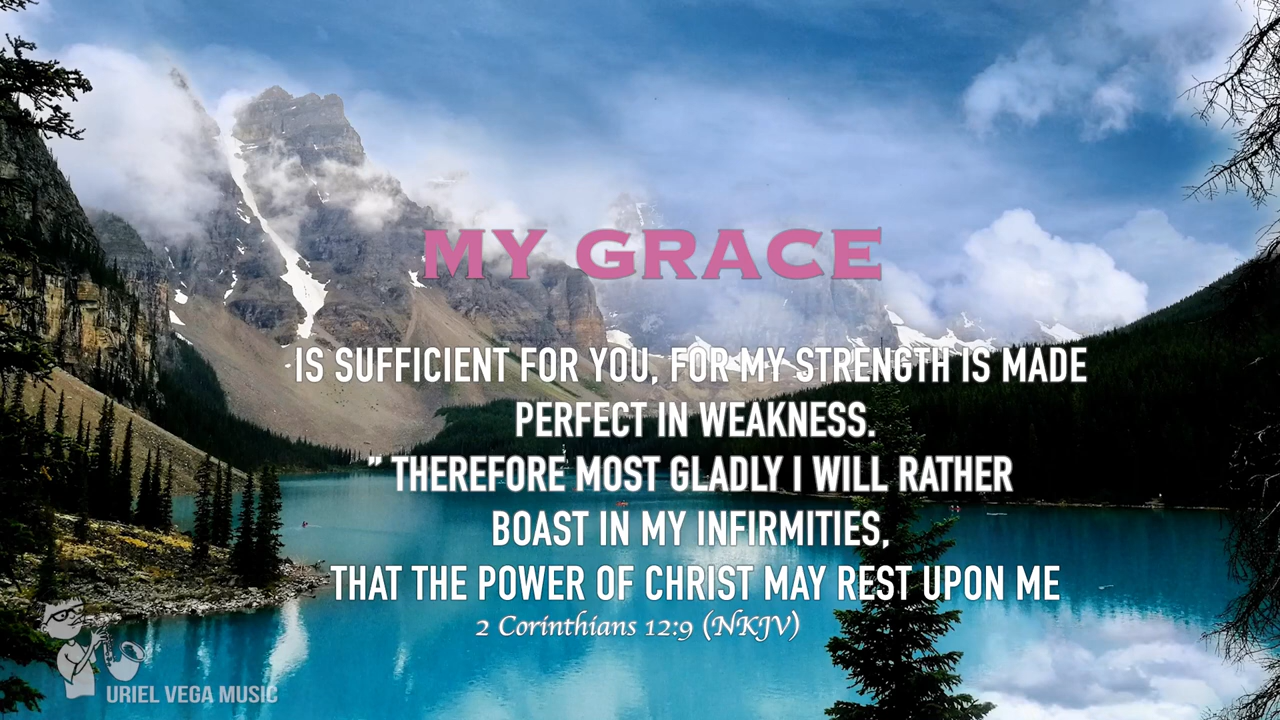 MY GRACE
-IS SUFFICIENT FOR YOU, FOR MY STRENGTH IS MADE
PERFECT IN WEAKNESS.
” THEREFORE MOST GLADLY I WILL RATHER
BOAST IN MY INFIRMITIES,
THAT THE POWER OF CHRIST MAY REST UPON ME
2 Corinthians 12:9 (NKJV)
URIEL VEGA MUSIC